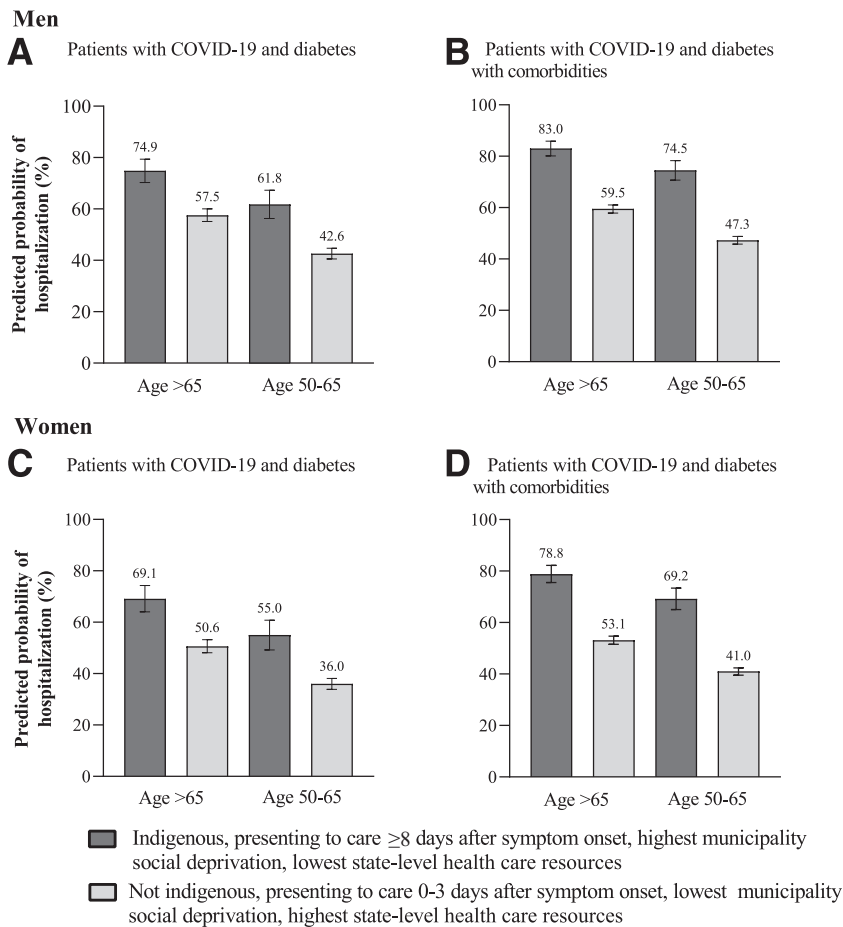 Men
A Patients with COVID-19 and diabetes
B Patients with COVID-19 and diabetes
with comorbidities
Predicted probability of
hospitalization (%)
100
80
60
40
20
0
74.9
57.5
61.8
42.6
Age >65
Age 50-65
100
80
60
40
20
0
83.0
59.5
74.5
47.3
Age >65
Age 50-65
Women
C Patients with COVID-19 and diabetes
D Patients with COVID-19 and diabetes
with comorbidities
Predicted probability of
hospitalization (%)
100
80
60
40
20
0
69.1
50.6
55.0
36.0
Age >65
Age 50-65
100
80
60
40
20
0
78.8
53.1
69.2
41.0
Age >65
Age 50-65
Indigenous, presenting to care ≥8 days after symptom onset, highest municipality
social deprivation, lowest state-level health care resources
Not indigenous, presenting to care 0-3 days after symptom onset, lowest municipality
social deprivation, highest state-level health care resources